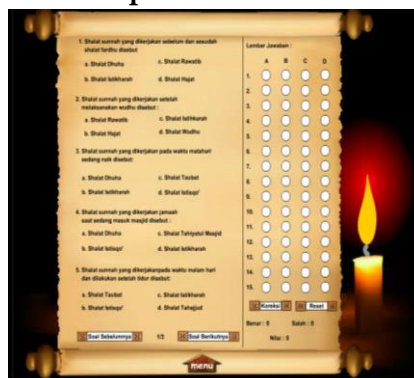 1. Shalat sunnah yang dikerjakan sebelum dan sesudah
shalat fardhu disebut
a. Shalat Dhuha
c. Shalat Rawatib
b. Shalat Istikharah
d. Shalat Hajat
2. Shalat sunnah yang dikerjakan setelah
melaksanakan wudhu disebut :
a. Shalat Rawatib
c. Shalat Istihkarah
b. Shalat Hajat
d. Shalat Wudhu
3. Shalat sunnah yang dikerjakan pada waktu matahari
sedang naik disebut:
a. Shalat Dhuha
c. Shalat Taubat
b. Shalat Istikharah
d. Shalat Istisqo'
4. Shalat sunnah yang dikerjakan jamaah
saat sedang masuk masjid disebut :
a. Shalat Dhuha
c. Shalat Tahiyatul Masjid
b. Shalat Istisqo'
d. Shalat Istikharah
5. Shalat sunnah yang dikerjakanpada waktu malam hari
dan dilakukan setelah tidur disebut:
a. Shalat Taubat
c. Shalat Istikharah
b. Shalat Istisqo'
d. Shalat Tahajjud
Soal Sebelumnya
1/3
Soal Berikutnya
Lembar Jawaban :
A B C D
1.
2.
3.
4.
5.
6.
7.
8.
9.
10.
11.
12.
13.
14.
15.
Koreksi
Reset
Benar : 0
Salah : 0
Nilai : 0
menu